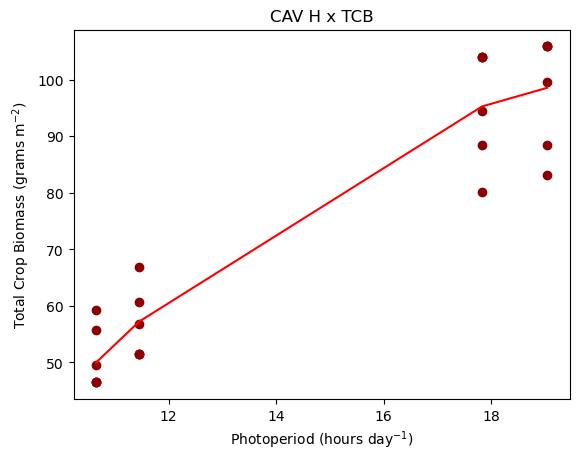 CAV H x TCB
Total Crop Biomass (grams m⁻²)
100
90
80
70
60
50
12 14 16 18
Photoperiod (hours day⁻¹)